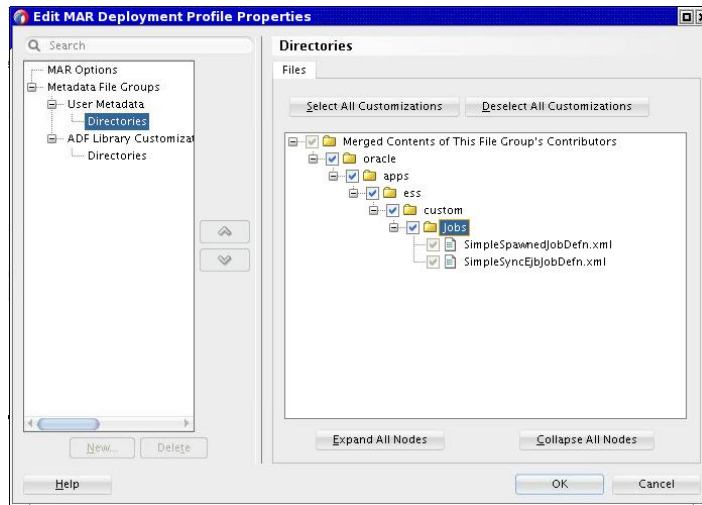 Edit MAR Deployment Profile Properties
Search
MAR Options
Metadata File Groups
User Metadata
Directories
ADF Library Customizat
Directories
New...
Delete
Directories
Files
Select All Customizations
Deselect All Customizations
Merged Contents of This File Group's Contributors
oracle
apps
ess
custom
Jobs
SimpleSpawnedJobDefn.xml
SimpleSyncEjbJobDefn.xml
Expand All Nodes
Collapse All Nodes
Help
OK
Cancel